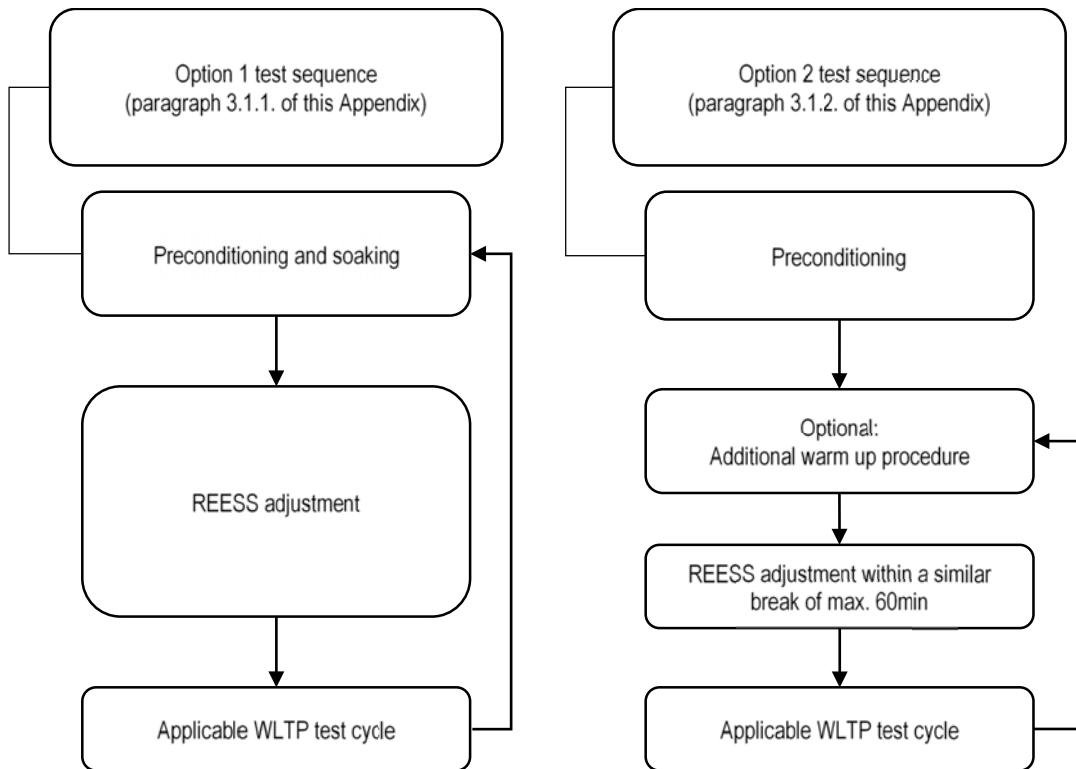 Option 1 test sequence
(paragraph 3.1.1. of this Appendix)
Preconditioning and soaking
REESS adjustment
Applicable WLTP test cycle
Option 2 test sequence
(paragraph 3.1.2. of this Appendix)
Preconditioning
Optional:
Additional warm up procedure
REESS adjustment within a similar
break of max. 60min
Applicable WLTP test cycle